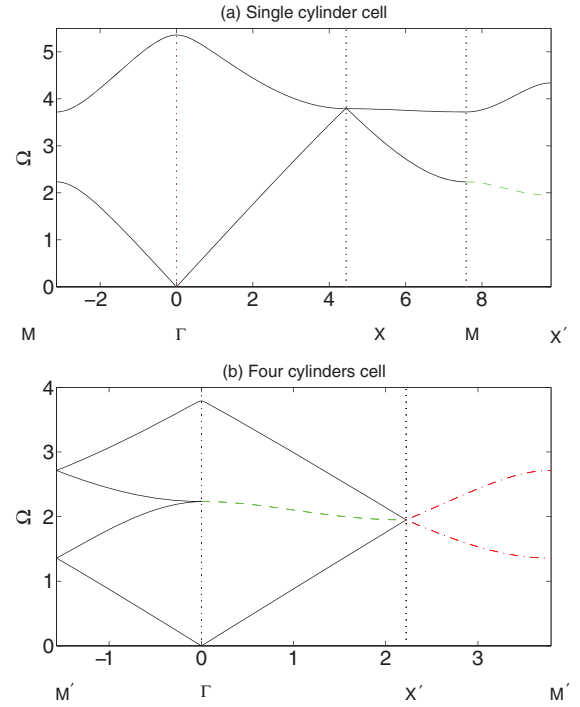 (a) Single cylinder cell
5
4
3
2
1
0
Ω
−2 0 2 4 6 8
M Γ X M X′
(b) Four cylinders cell
4
3
2
1
0
Ω
−1 0 1 2 3
M′ Γ X′ M′